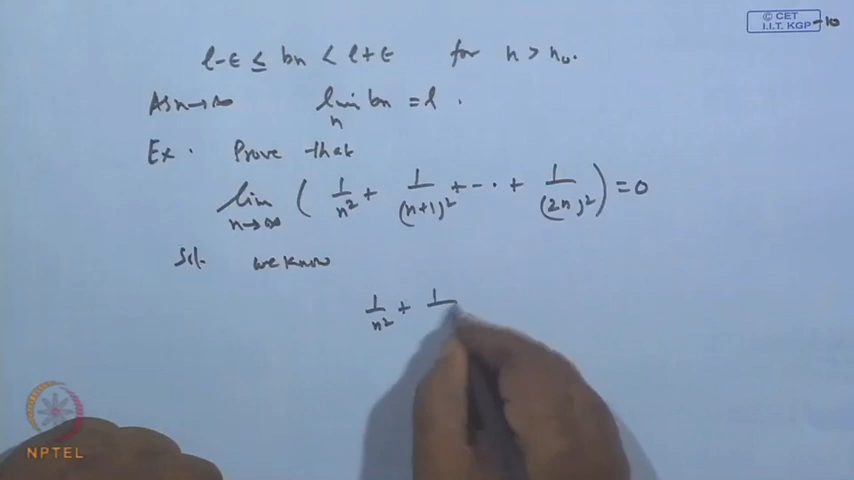 © CET
I.I.T. KGP -10
l-ε ≤ bn < l+ε for n > n₀.
As n→∞ lim bn = l .
n
Ex. Prove that
lim n→∞ ( 1/n² + 1/(n+1)² + -- . + 1/(2n)² ) = 0
Sol. we know
1/n² + 1
NPTEL